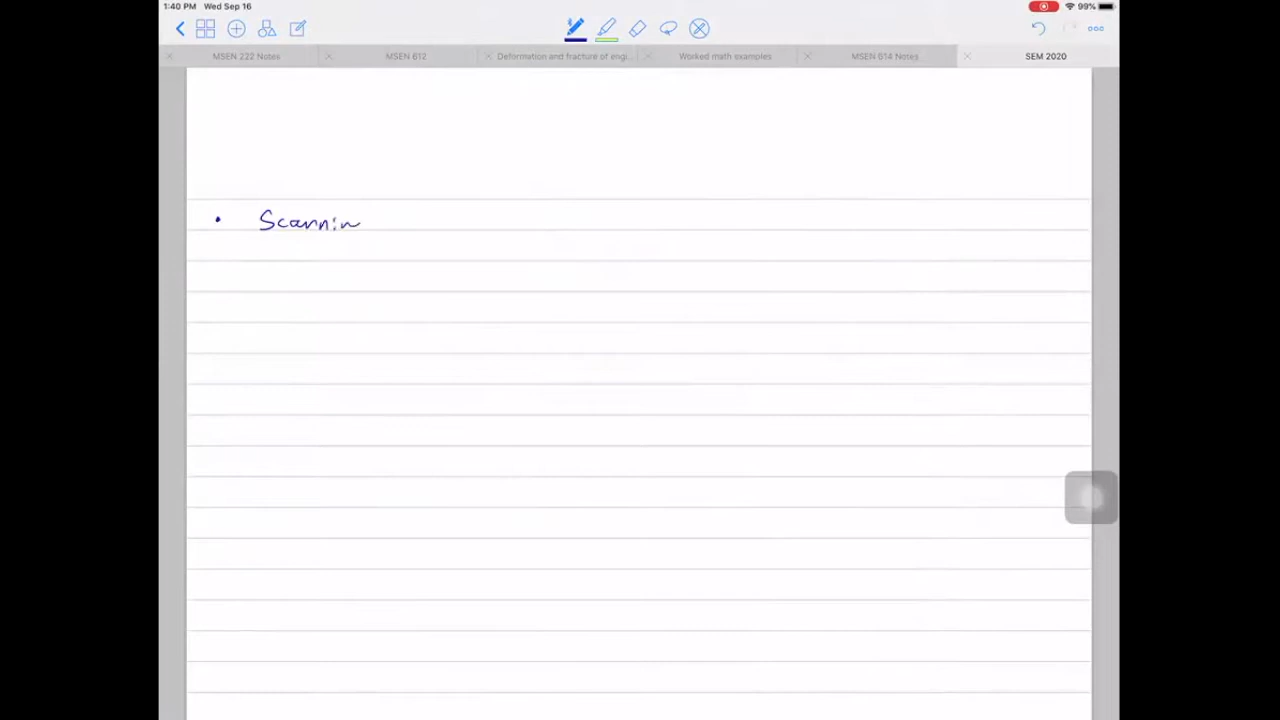 1:40 PM Wed Sep 16 99%
MSEN 222 Notes MSEN 612 Deformation and fracture of engi... Worked math examples MSEN 614 Notes SEM 2020
• Scannin